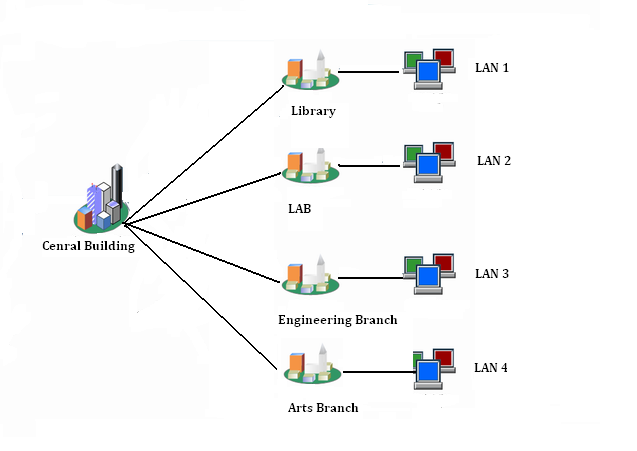 LAN 1
Library
LAN 2
LAB
Cenral Building
LAN 3
Engineering Branch
LAN 4
Arts Branch